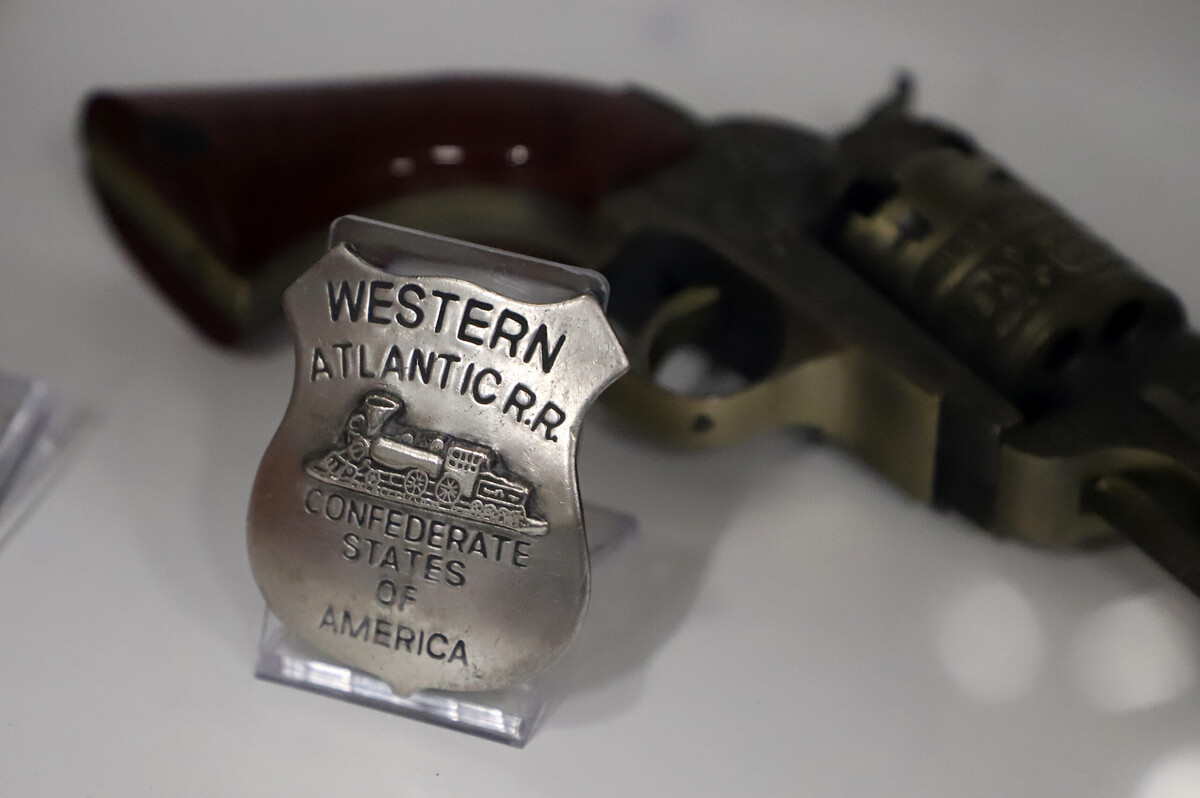 WESTERN
ATLANTIC R.R.
CONFEDERATE
STATES
OF
AMERICA